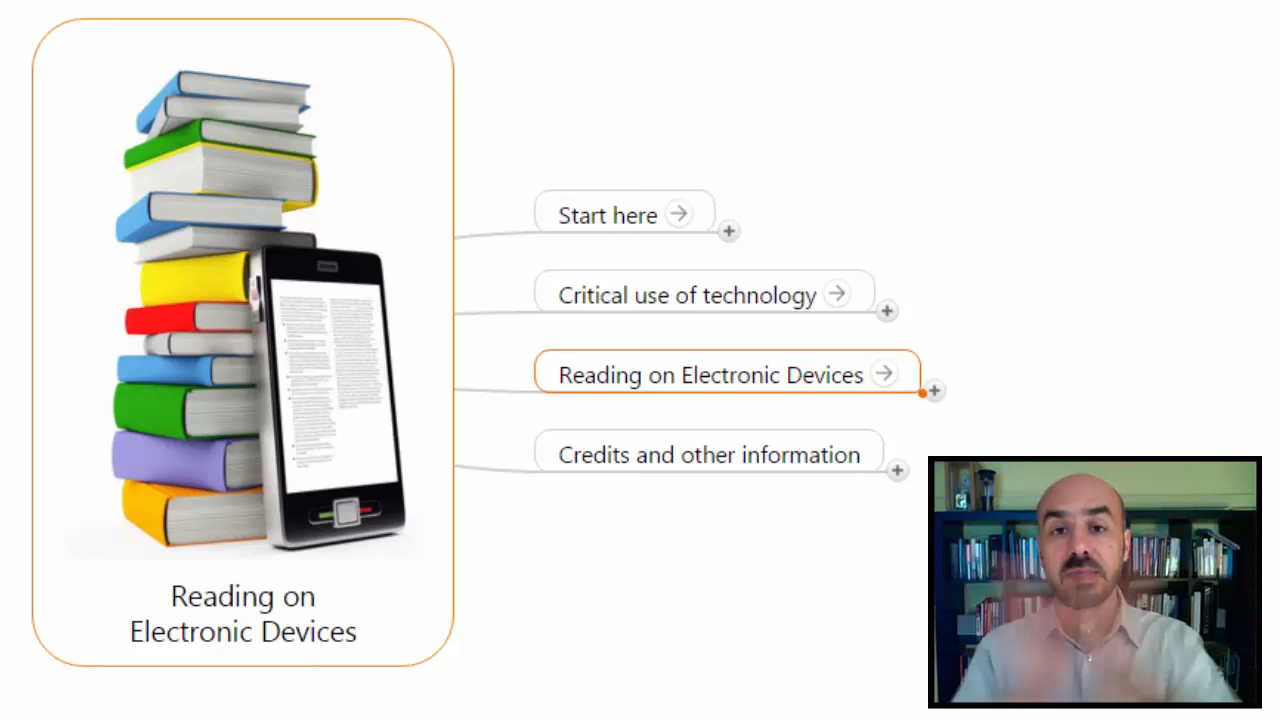 Start here
Critical use of technology
Reading on Electronic Devices
Credits and other information
Reading on
Electronic Devices